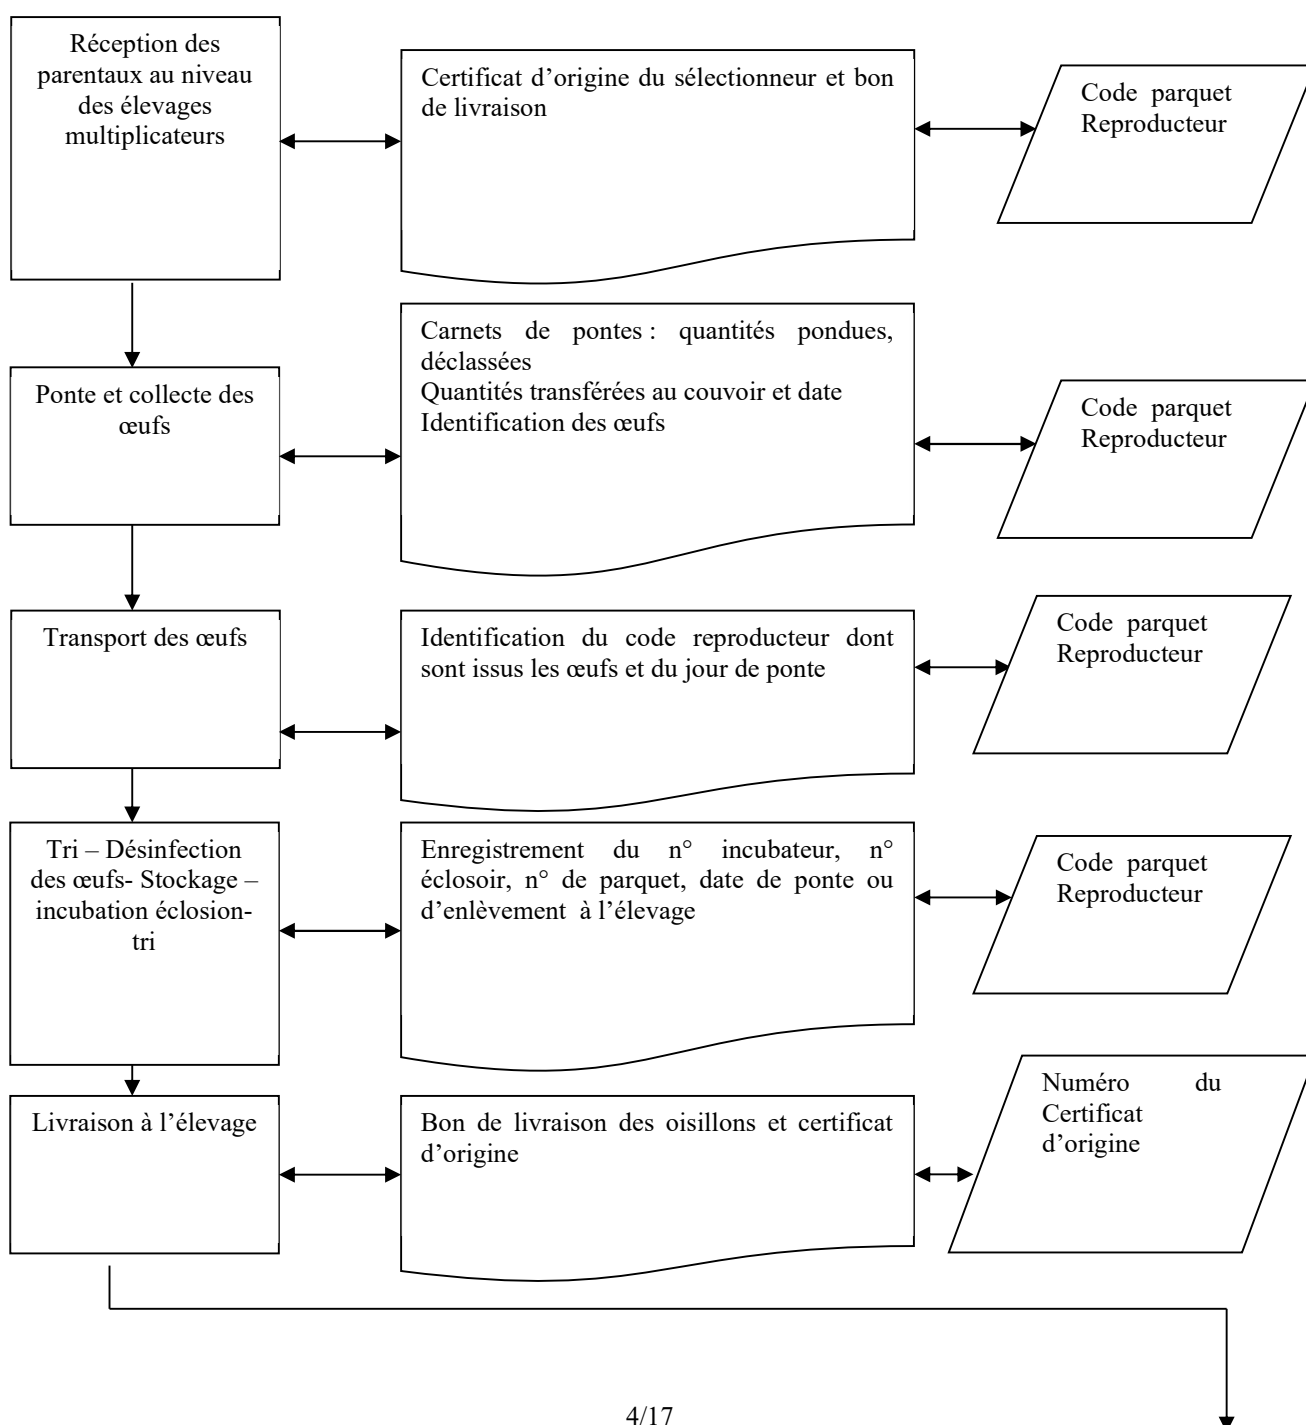 Réception des
parentaux au niveau
des élevages
multiplicateurs
Certificat d’origine du sélectionneur et bon
de livraison
Code parquet
Reproducteur
Ponte et collecte des
œufs
Carnets de pontes : quantités pondues,
déclassées
Quantités transférées au couvoir et date
Identification des œufs
Code parquet
Reproducteur
Transport des œufs
Identification du code reproducteur dont
sont issus les œufs et du jour de ponte
Code parquet
Reproducteur
Tri – Désinfection
des œufs- Stockage –
incubation éclosion-
tri
Enregistrement du n° incubateur, n°
éclosoir, n° de parquet, date de ponte ou
d’enlèvement à l’élevage
Code parquet
Reproducteur
Livraison à l’élevage
Bon de livraison des oisillons et certificat
d’origine
Numéro du
Certificat
d’origine
4/17